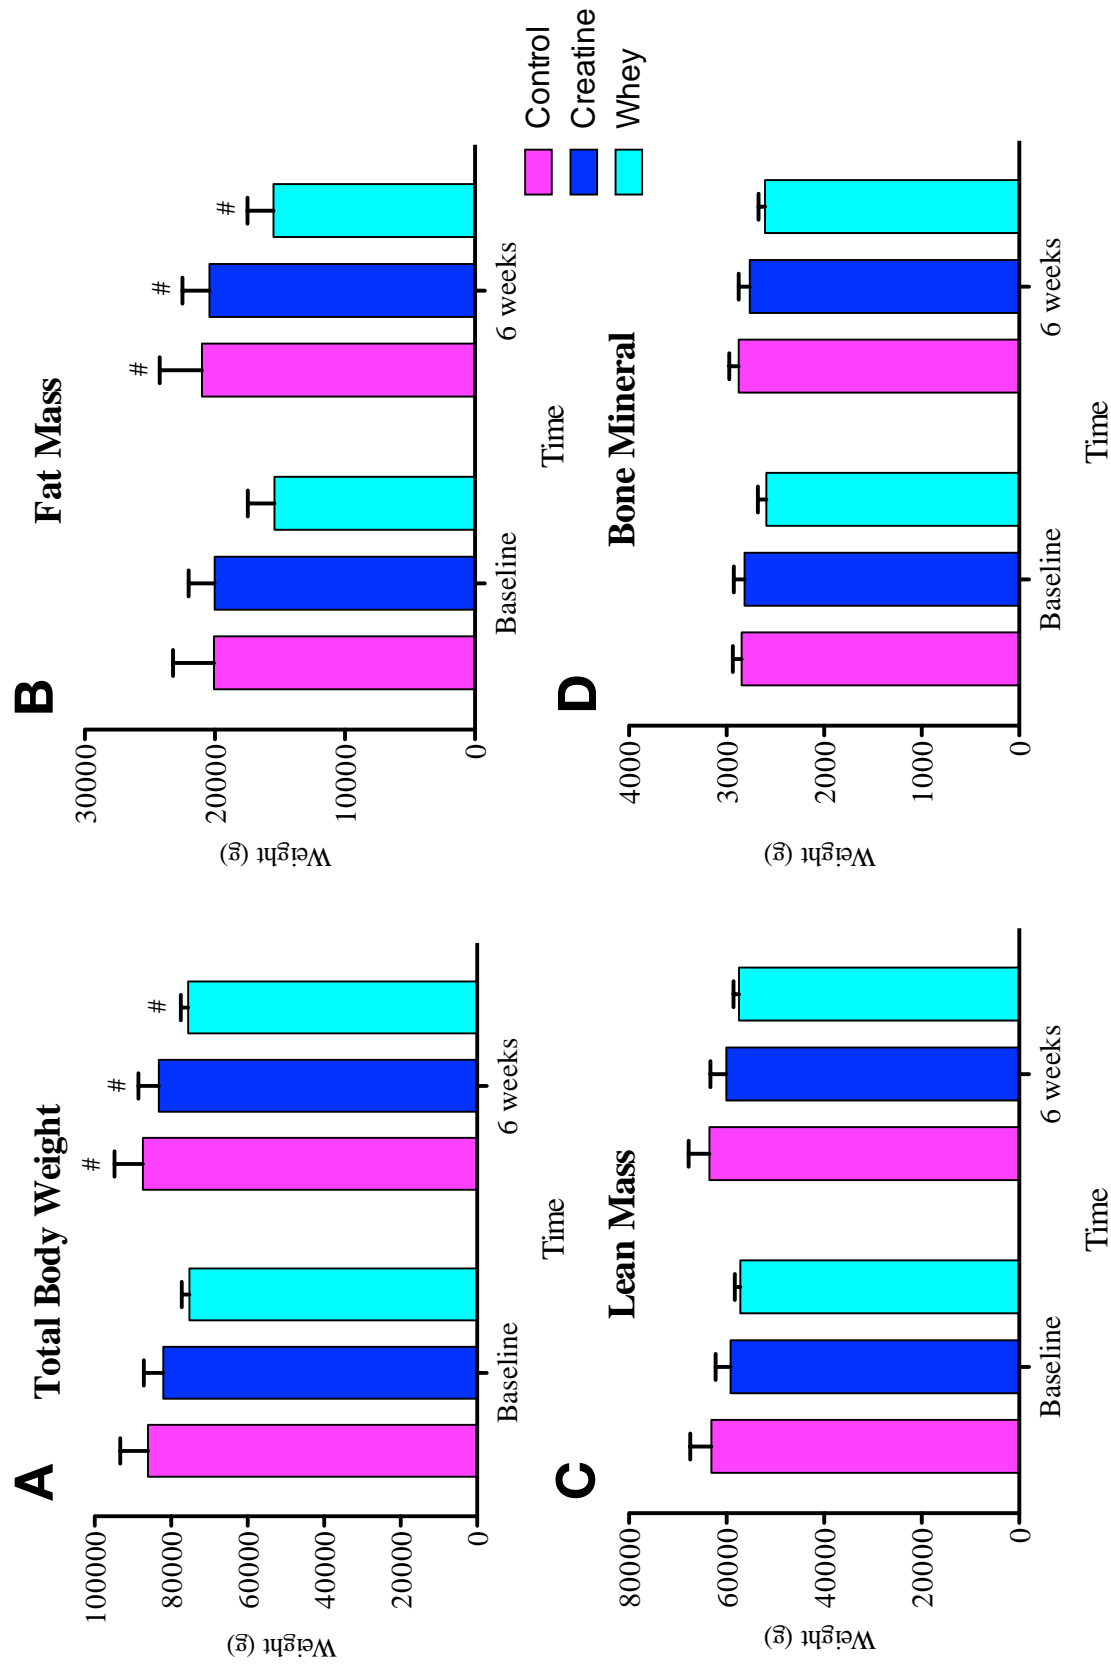 A
Total Body Weight
Weight (g)
100000
80000
60000
40000
20000
0
#
#
#
Baseline
6 weeks
Time
B
Fat Mass
Weight (g)
30000
20000
10000
0
#
#
#
Baseline
6 weeks
Time
C
Lean Mass
Weight (g)
80000
60000
40000
20000
0
Baseline
6 weeks
Time
D
Bone Mineral
Weight (g)
4000
3000
2000
1000
0
Baseline
6 weeks
Time
Control
Creatine
Whey